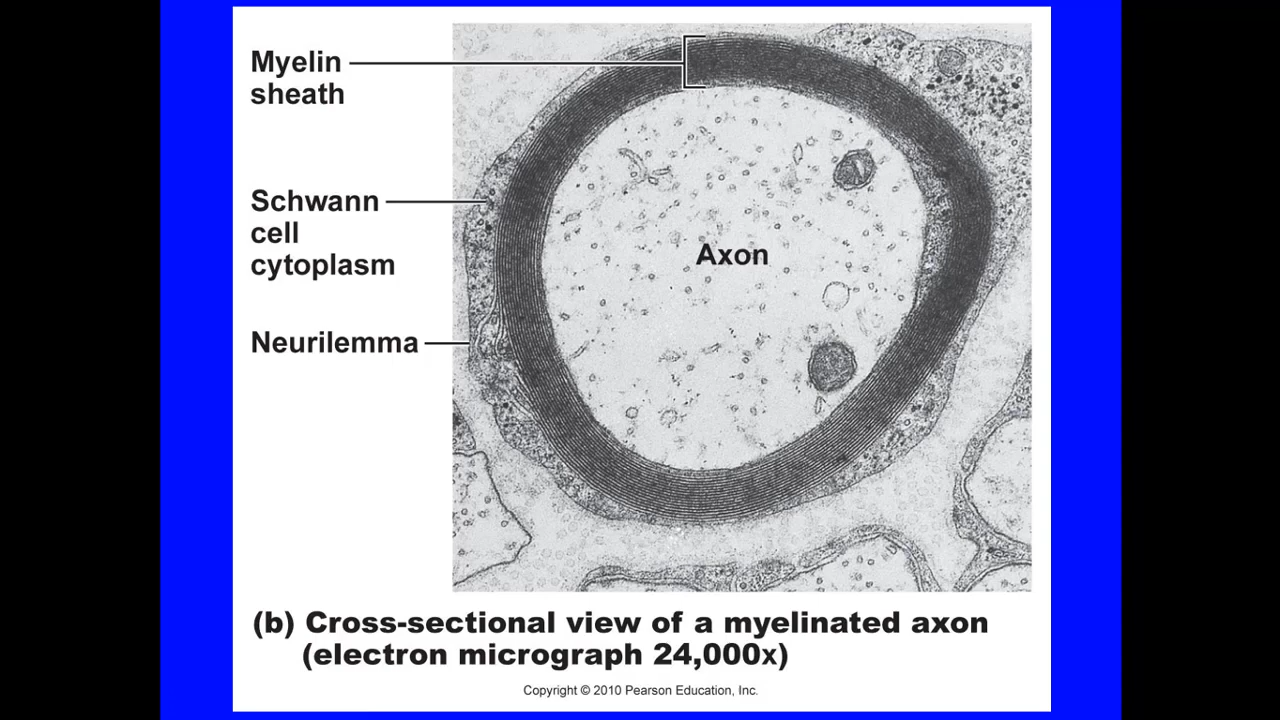 Myelin
sheath
Schwann
cell
cytoplasm
Axon
Neurilemma
(b) Cross-sectional view of a myelinated axon
(electron micrograph 24,000x)
Copyright © 2010 Pearson Education, Inc.